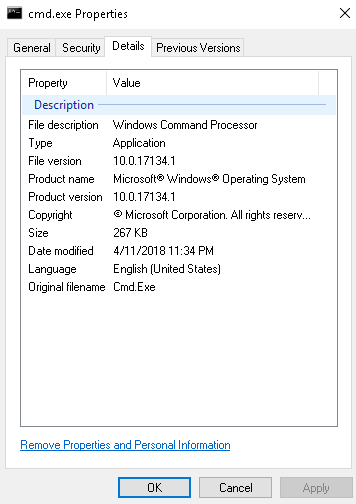 cmd.exe Properties
General Security Details Previous Versions
Property Value
Description
File description Windows Command Processor
Type Application
File version 10.0.17134.1
Product name Microsoft® Windows® Operating System
Product version 10.0.17134.1
Copyright © Microsoft Corporation. All rights reserv...
Size 267 KB
Date modified 4/11/2018 11:34 PM
Language English (United States)
Original filename Cmd.Exe
Remove Properties and Personal Information
OK Cancel Apply